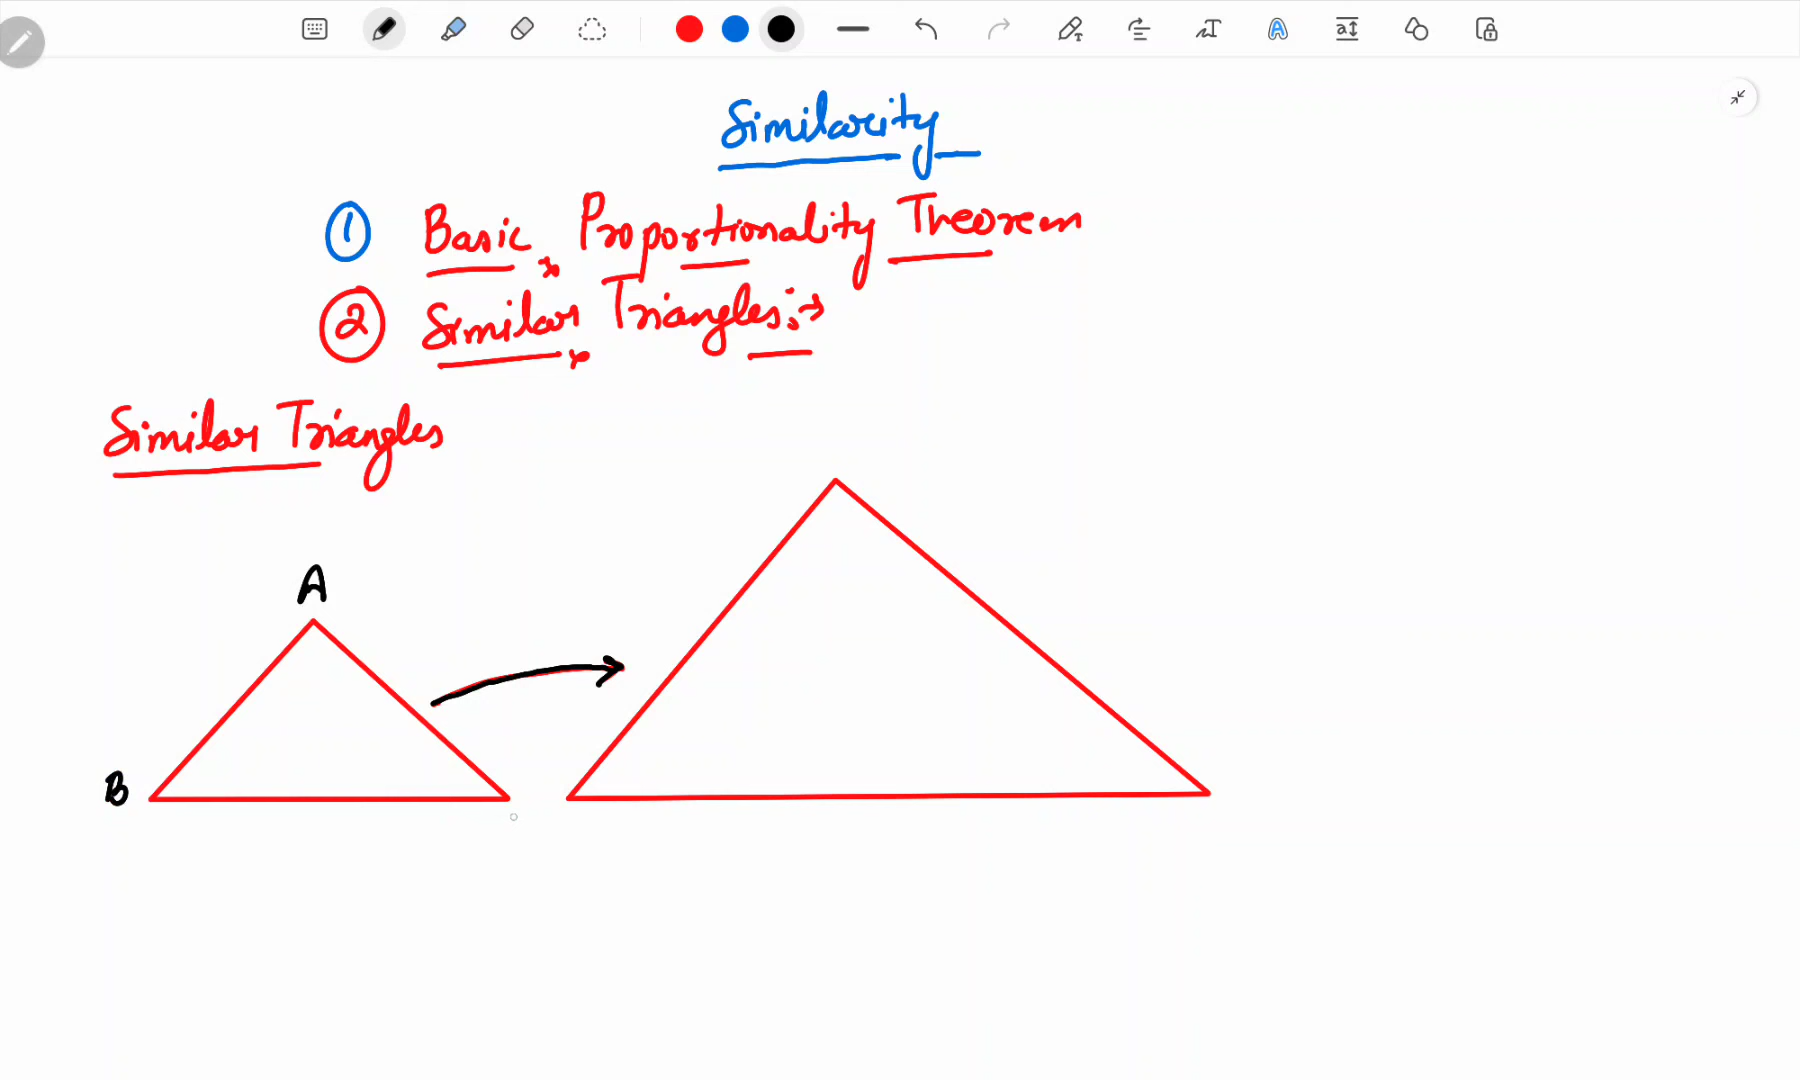 Similarity
① Basic Proportionality Theorem
② Similar Triangles :→
Similar Triangles
A
B